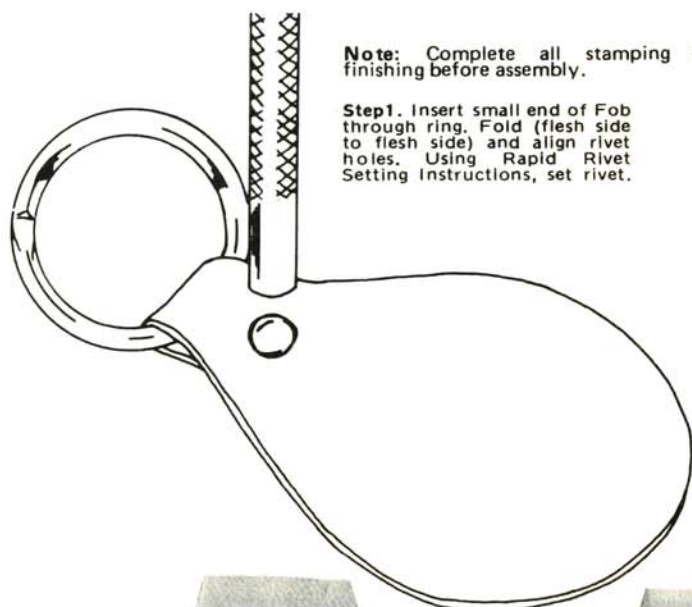 Note: Complete all stamping
finishing before assembly.
Step1. Insert small end of Fob
through ring. Fold (flesh side
to flesh side) and align rivet
holes. Using Rapid Rivet
Setting Instructions, set rivet.